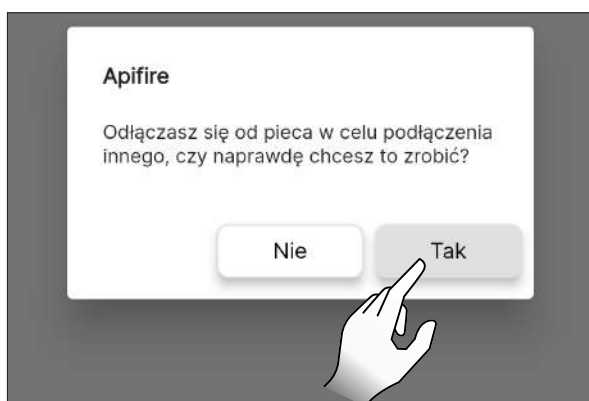 Apifire
Odłączasz się od pieca w celu podłączenia
innego, czy naprawdę chcesz to zrobić?
Nie
Tak